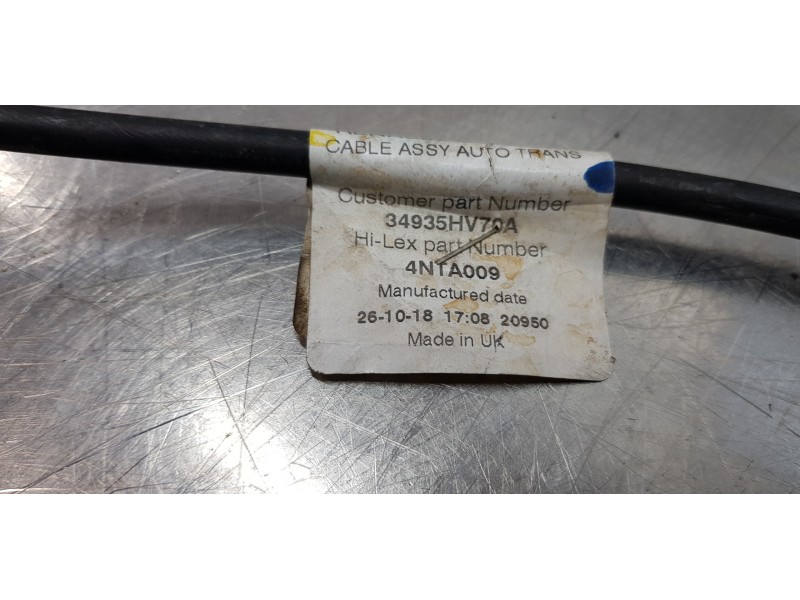 CABLE ASSY AUTO TRANS
Customer part Number
34935HV70A
Hi-Lex part Number
4NTA009
Manufactured date
26-10-18 17:08 20950
Made in UK